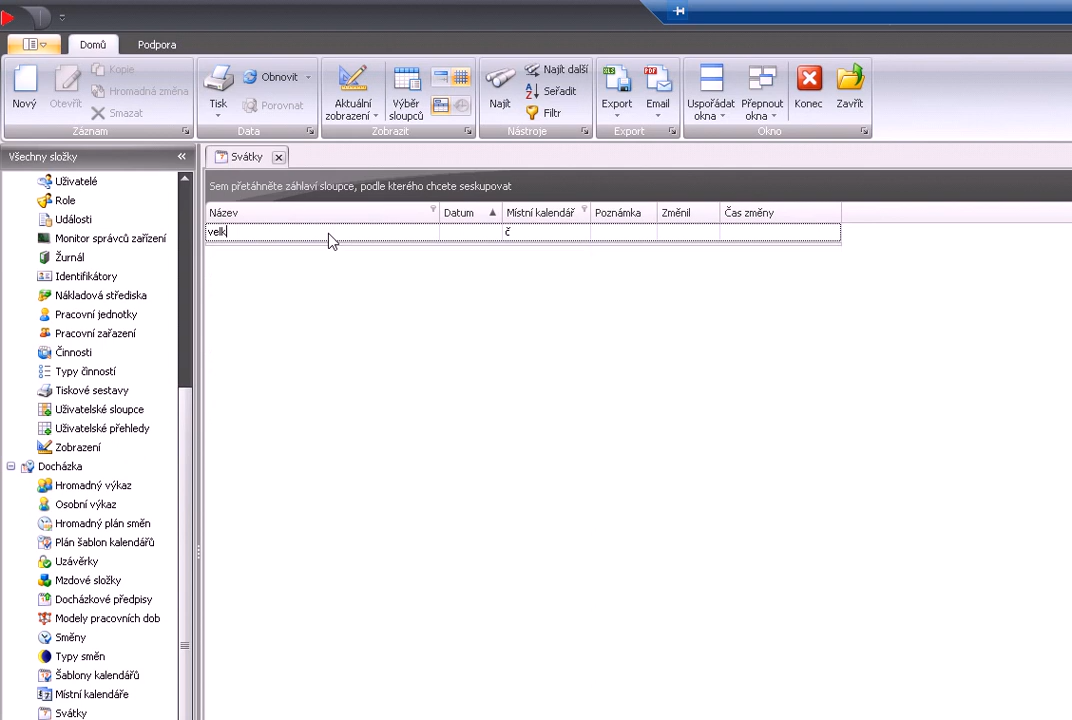 Domů
Podpora
Nový
Otevřít
Kopie
Hromadná změna
Smazat
Záznam
Tisk
Obnovit
Porovnat
Data
Aktuální
zobrazení
Výběr
sloupců
Zobrazit
Najít
Najít další
Seřadit
Filtr
Nástroje
Export
Email
Export
Uspořádat
okna
Přepnout
okna
Konec
Zavřít
Okno
Všechny složky
Uživatelé
Role
Události
Monitor správců zařízení
Žurnál
Identifikátory
Nákladová střediska
Pracovní jednotky
Pracovní zařazení
Činnosti
Typy činností
Tiskové sestavy
Uživatelské sloupce
Uživatelské přehledy
Zobrazení
Docházka
Hromadný výkaz
Osobní výkaz
Hromadný plán směn
Plán šablon kalendářů
Uzávěrky
Mzdové složky
Docházkové předpisy
Modely pracovních dob
Směny
Typy směn
Šablony kalendářů
Místní kalendáře
Svátky
Svátky
Sem přetáhněte záhlaví sloupce, podle kterého chcete seskupovat
Název Datum Místní kalendář Poznámka Změnil Čas změny
velk č